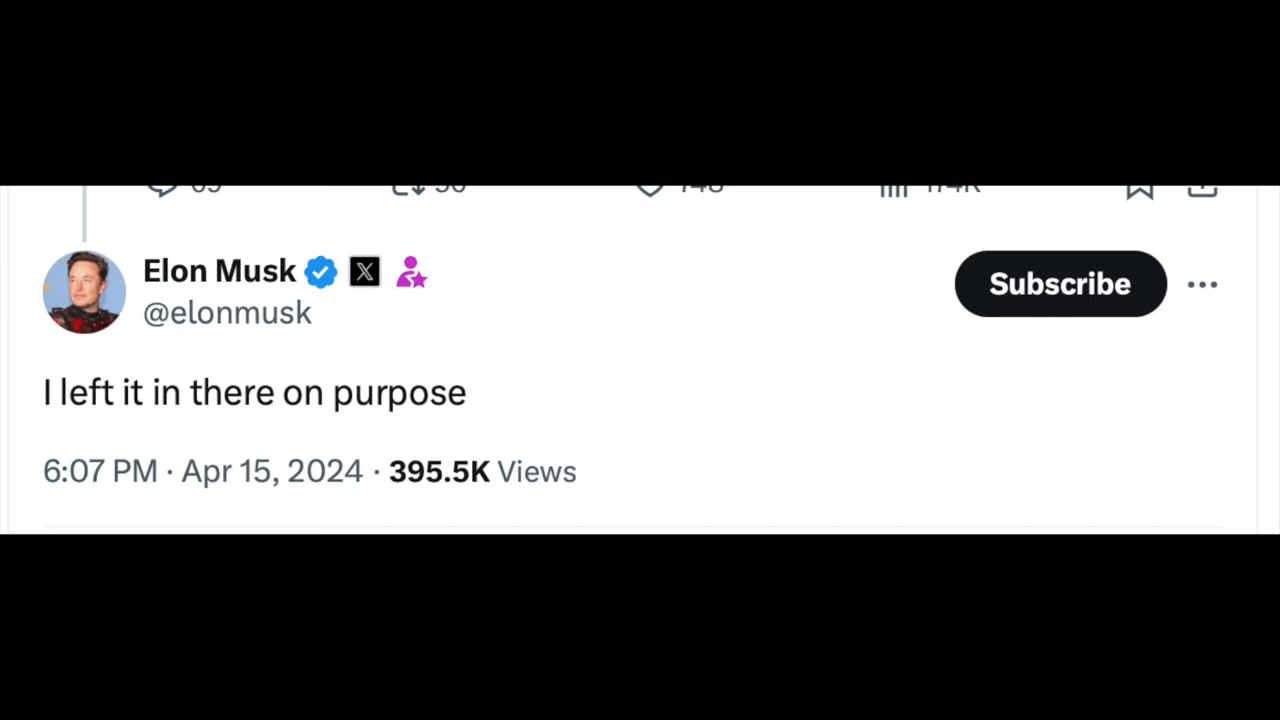 Elon Musk
@elonmusk
Subscribe
I left it in there on purpose
6:07 PM · Apr 15, 2024 · 395.5K Views